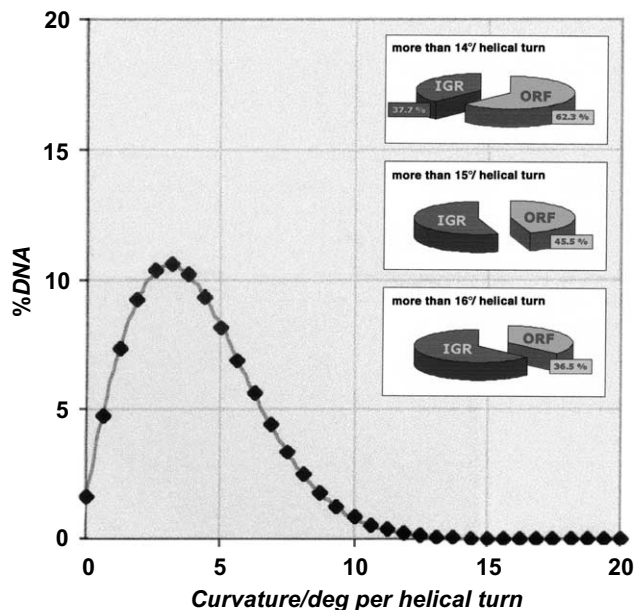 20
more than 14°/ helical turn
IGR
ORF
37.7 %
62.3 %
15
more than 15°/ helical turn
IGR
ORF
45.5 %
%DNA
10
more than 16°/ helical turn
IGR
ORF
36.5 %
5
0
0 5 10 15 20
Curvature/deg per helical turn